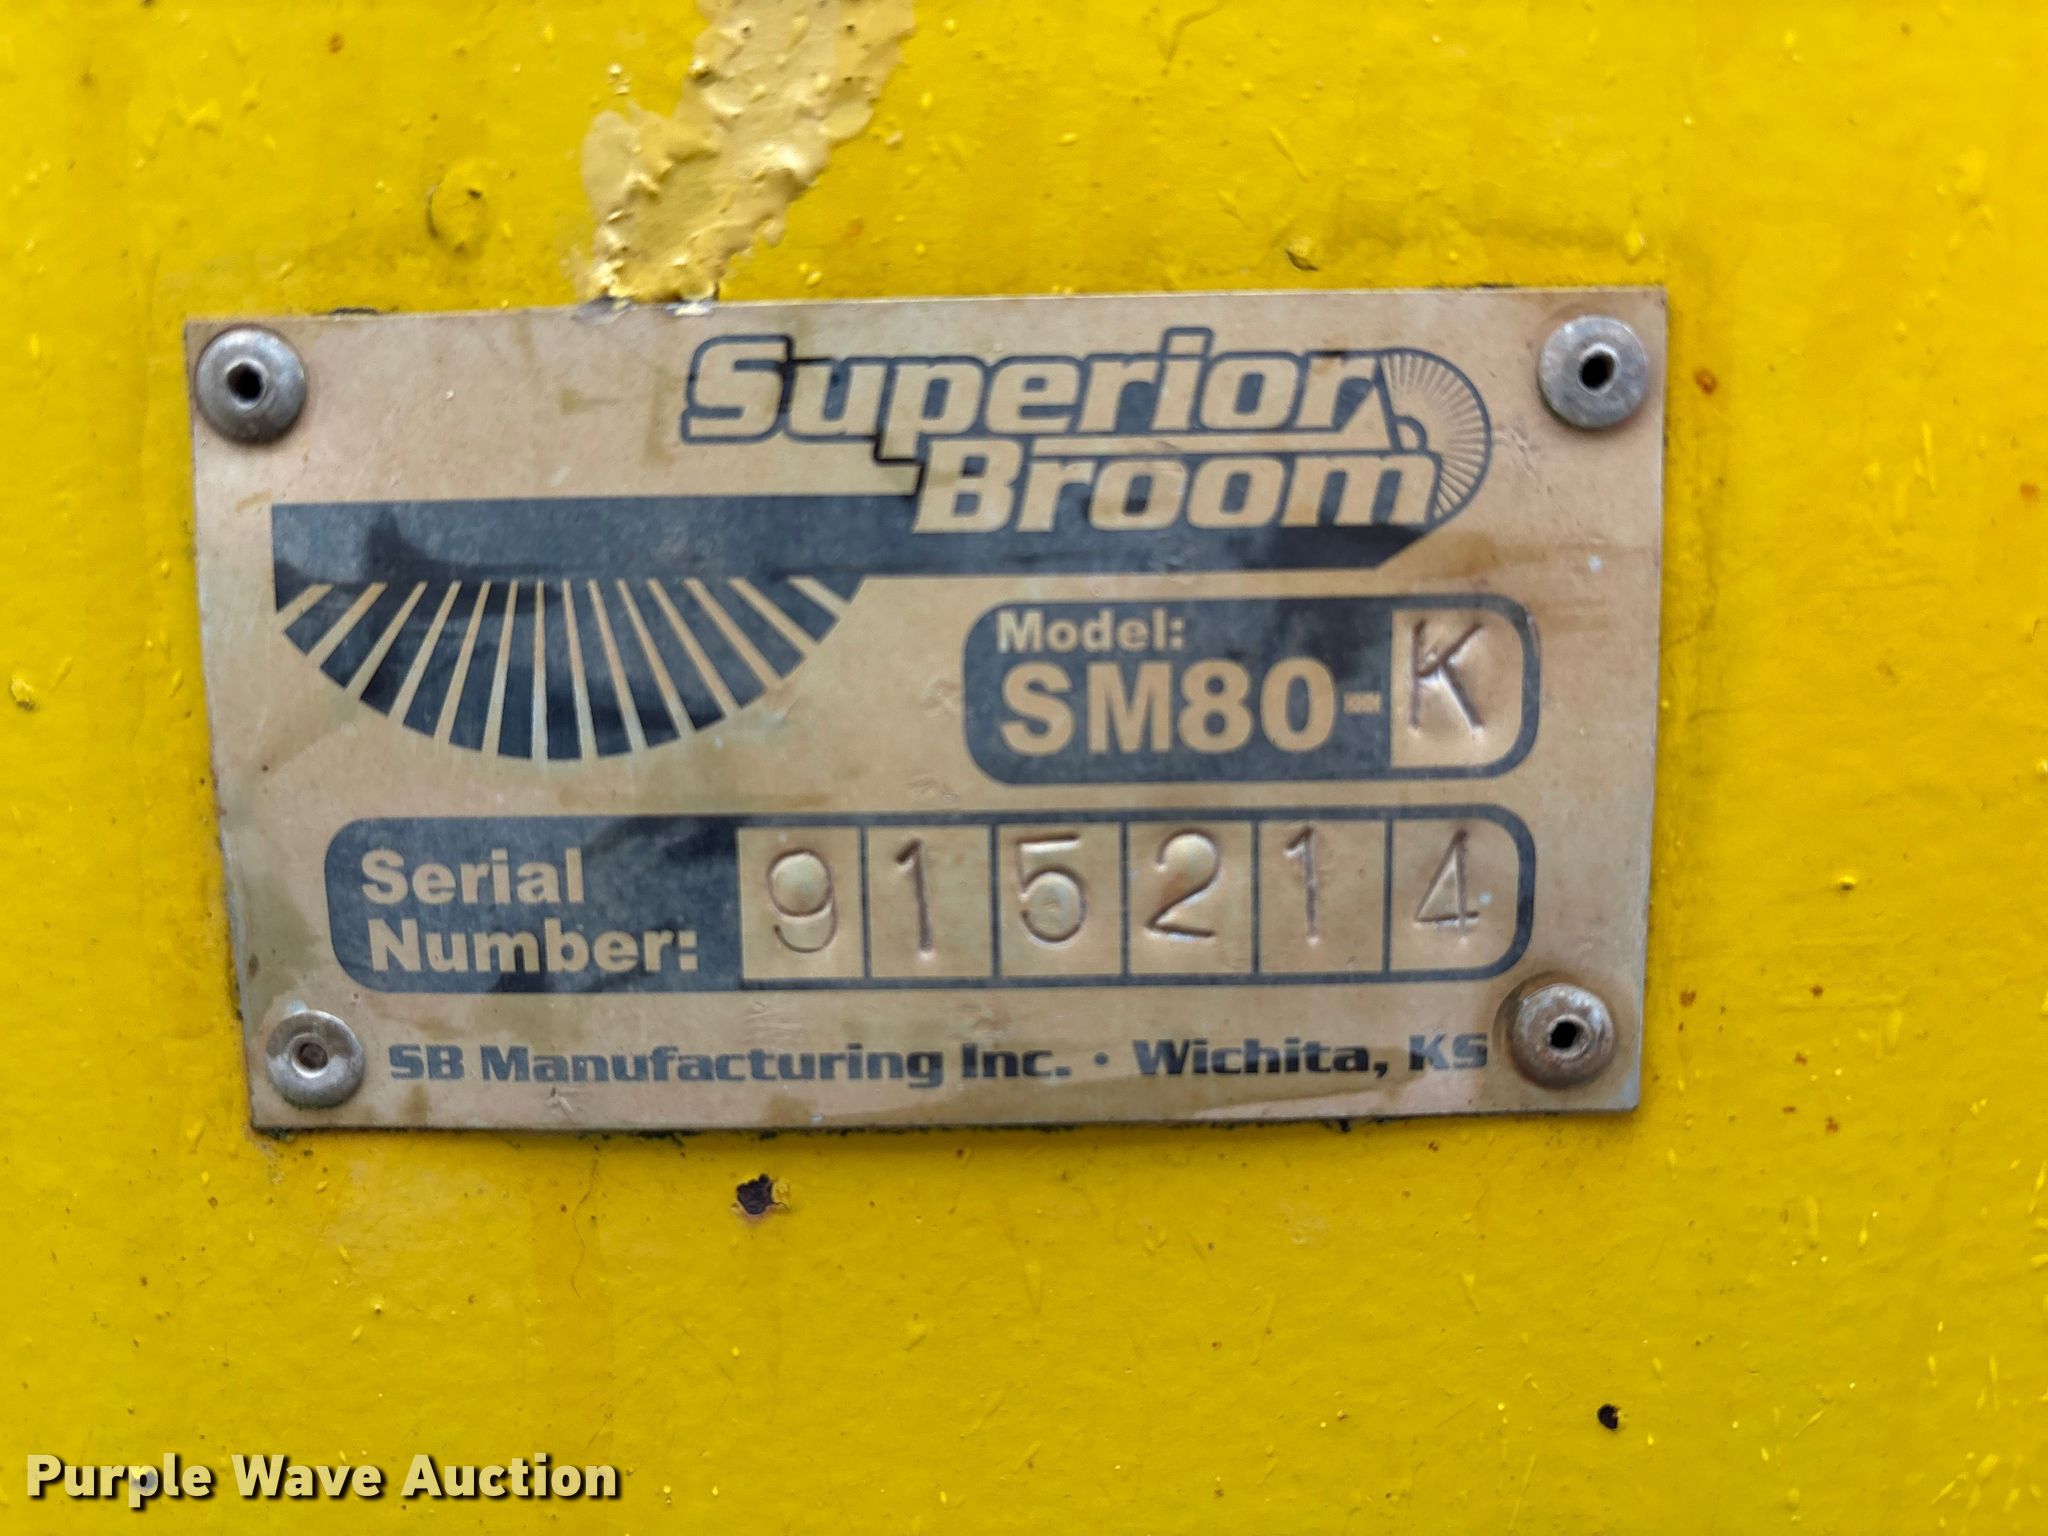 Superior
Broom
Model:
SM80-K
Serial
Number: 915214
SB Manufacturing Inc. • Wichita, KS
Purple Wave Auction